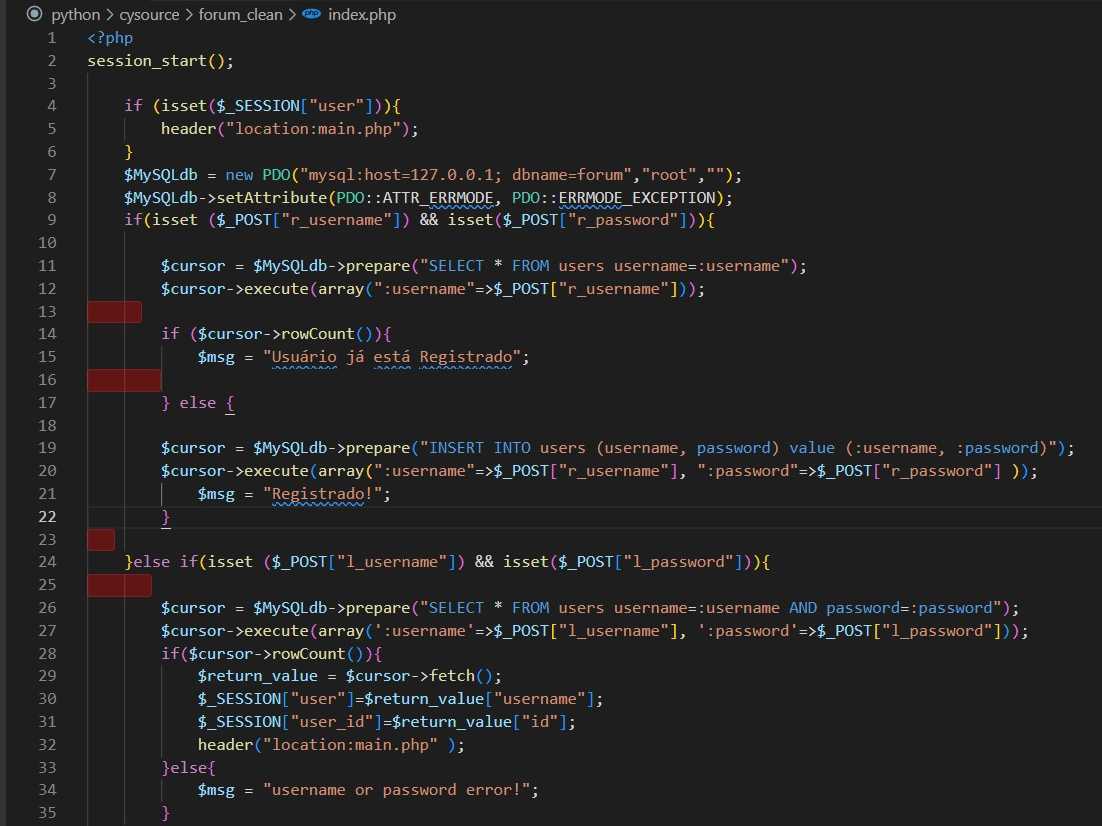 python > cysource > forum_clean > php index.php
1 <?php
2 session_start();
3
4 if (isset($_SESSION["user"])){
5 header("location:main.php");
6 }
7 $MySQLdb = new PDO("mysql:host=127.0.0.1; dbname=forum","root","");
8 $MySQLdb->setAttribute(PDO::ATTR_ERRMODE, PDO::ERRMODE_EXCEPTION);
9 if(isset ($_POST["r_username"]) && isset($_POST["r_password"])){
10
11 $cursor = $MySQLdb->prepare("SELECT * FROM users username=:username");
12 $cursor->execute(array(":username"=>$_POST["r_username"]));
13
14 if ($cursor->rowCount()){
15 $msg = "Usuário já está Registrado";
16
17 } else {
18
19 $cursor = $MySQLdb->prepare("INSERT INTO users (username, password) value (:username, :password)");
20 $cursor->execute(array(":username"=>$_POST["r_username"], ":password"=>$_POST["r_password"] ));
21 $msg = "Registrado!";
22 }
23
24 }else if(isset ($_POST["l_username"]) && isset($_POST["l_password"])){
25
26 $cursor = $MySQLdb->prepare("SELECT * FROM users username=:username AND password=:password");
27 $cursor->execute(array(':username'=>$_POST["l_username"], ':password'=>$_POST["l_password"]));
28 if($cursor->rowCount()){
29 $return_value = $cursor->fetch();
30 $_SESSION["user"]=$return_value["username"];
31 $_SESSION["user_id"]=$return_value["id"];
32 header("location:main.php" );
33 }else{
34 $msg = "username or password error!";
35 }